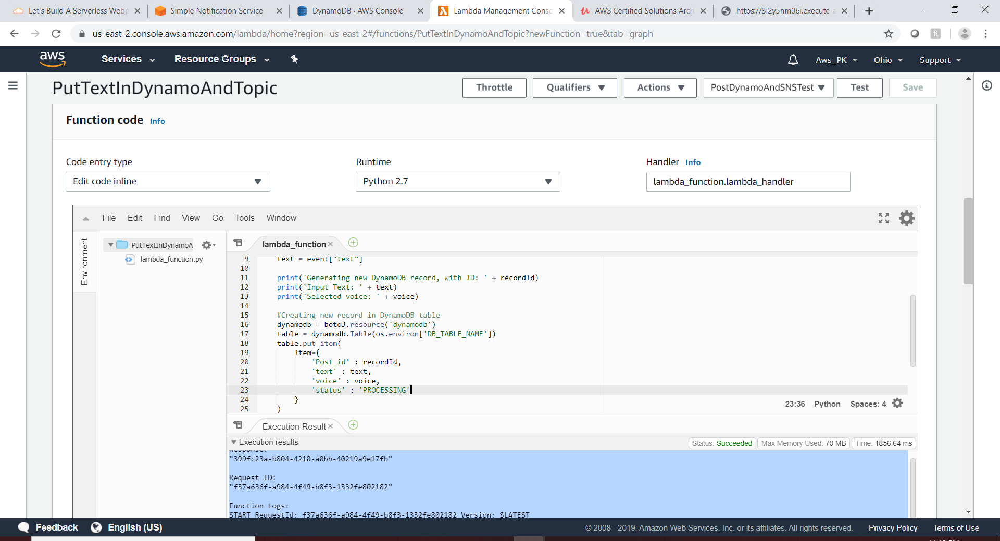 Let's Build A Serverless Webp
Simple Notification Service
DynamoDB · AWS Console
Lambda Management Conso
AWS Certified Solutions Arch
https://3i2y5nm06i.execute-a
us-east-2.console.aws.amazon.com/lambda/home?region=us-east-2#/functions/PutTextInDynamoAndTopic?newFunction=true&tab=graph
aws
Services
Resource Groups
Aws_PK
Ohio
Support
PutTextInDynamoAndTopic
Throttle
Qualifiers
Actions
PostDynamoAndSNSTest
Test
Save
Function code Info
Code entry type
Runtime
Handler Info
Edit code inline
Python 2.7
lambda_function.lambda_handler
File Edit Find View Go Tools Window
Environment
PutTextInDynamoA
lambda_function.py
lambda_function
9 text = event["text"]
10
11 print('Generating new DynamoDB record, with ID: ' + recordId)
12 print('Input Text: ' + text)
13 print('Selected voice: ' + voice)
14
15 #Creating new record in DynamoDB table
16 dynamodb = boto3.resource('dynamodb')
17 table = dynamodb.Table(os.environ['DB_TABLE_NAME'])
18 table.put_item(
19 Item={
20 'Post_id' : recordId,
21 'text' : text,
22 'voice' : voice,
23 'status' : 'PROCESSING'
24 }
25 )
23:36 Python Spaces: 4
Execution Result
Execution results
Status: Succeeded
Max Memory Used: 70 MB
Time: 1856.64 ms
Response:
"399fc23a-b804-4210-a0bb-40219a9e17fb"
Request ID:
"f37a636f-a984-4f49-b8f3-1332fe802182"
Function Logs:
START RequestId: f37a636f-a984-4f49-b8f3-1332fe802182 Version: $LATEST
Feedback
English (US)
© 2008 - 2019, Amazon Web Services, Inc. or its affiliates. All rights reserved.
Privacy Policy
Terms of Use